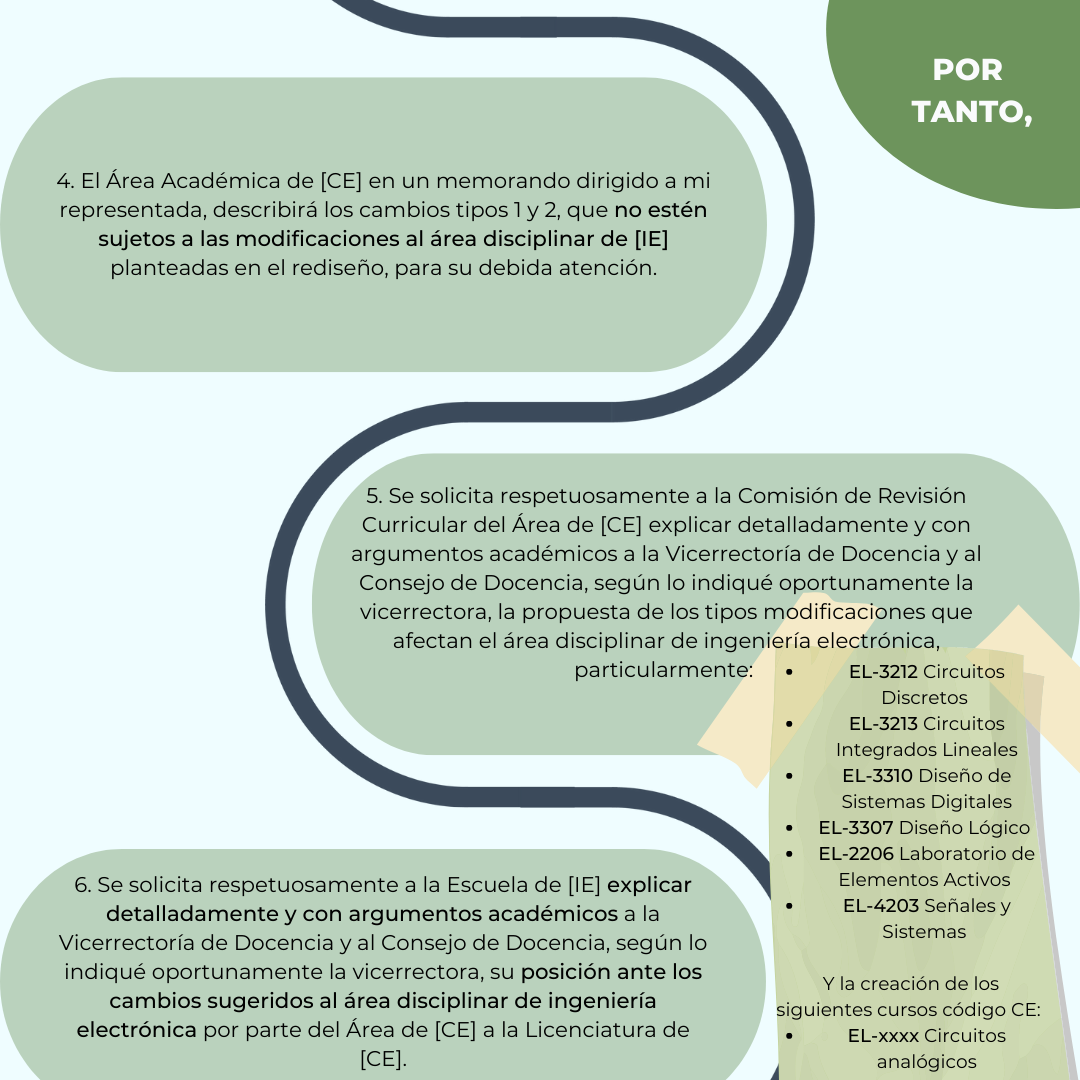 POR
TANTO,
4. El Área Académica de [CE] en un memorando dirigido a mi
representada, describirá los cambios tipos 1 y 2, que no estén
sujetos a las modificaciones al área disciplinar de [IE]
planteadas en el rediseño, para su debida atención.
5. Se solicita respetuosamente a la Comisión de Revisión
Curricular del Área de [CE] explicar detalladamente y con
argumentos académicos a la Vicerrectoría de Docencia y al
Consejo de Docencia, según lo indiqué oportunamente la
vicerrectora, la propuesta de los tipos modificaciones que
afectan el área disciplinar de ingeniería electrónica,
particularmente:
• EL-3212 Circuitos
Discretos
• EL-3213 Circuitos
Integrados Lineales
• EL-3310 Diseño de
Sistemas Digitales
• EL-3307 Diseño Lógico
• EL-2206 Laboratorio de
Elementos Activos
• EL-4203 Señales y
Sistemas
Y la creación de los
siguientes cursos código CE:
• EL-xxxx Circuitos
analógicos
6. Se solicita respetuosamente a la Escuela de [IE] explicar
detalladamente y con argumentos académicos a la
Vicerrectoría de Docencia y al Consejo de Docencia, según lo
indiqué oportunamente la vicerrectora, su posición ante los
cambios sugeridos al área disciplinar de ingeniería
electrónica por parte del Área de [CE] a la Licenciatura de
[CE].